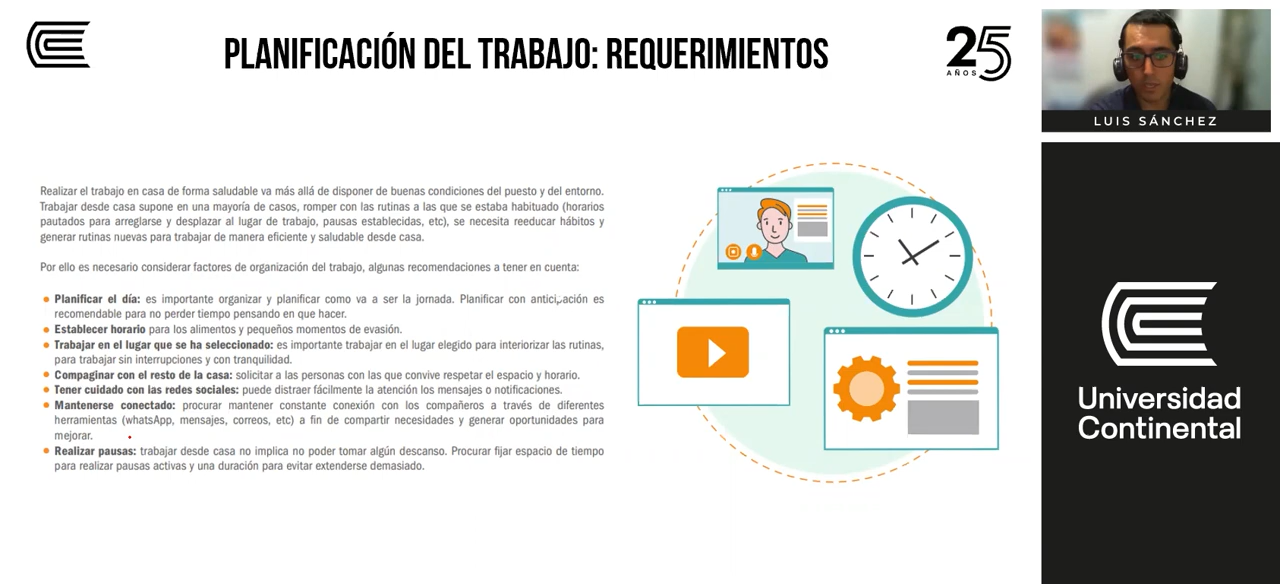 PLANIFICACIÓN DEL TRABAJO: REQUERIMIENTOS
25
AÑOS
LUIS SÁNCHEZ
Realizar el trabajo en casa de forma saludable va más allá de disponer de buenas condiciones del puesto y del entorno.
Trabajar desde casa supone en una mayoría de casos, romper con las rutinas a las que se estaba habituado (horarios
pautados para arreglarse y desplazar al lugar de trabajo, pausas establecidas, etc), se necesita reeducar hábitos y
generar rutinas nuevas para trabajar de manera eficiente y saludable desde casa.
Por ello es necesario considerar factores de organización del trabajo, algunas recomendaciones a tener en cuenta:
Planificar el día: es importante organizar y planificar como va a ser la jornada. Planificar con anticipación es
recomendable para no perder tiempo pensando en que hacer.
Establecer horario para los alimentos y pequeños momentos de evasión.
Trabajar en el lugar que se ha seleccionado: es importante trabajar en el lugar elegido para interiorizar las rutinas,
para trabajar sin interrupciones y con tranquilidad.
Compaginar con el resto de la casa: solicitar a las personas con las que convive respetar el espacio y horario.
Tener cuidado con las redes sociales: puede distraer fácilmente la atención los mensajes o notificaciones.
Mantenerse conectado: procurar mantener constante conexión con los compañeros a través de diferentes
herramientas (whatsApp, mensajes, correos, etc) a fin de compartir necesidades y generar oportunidades para
mejorar.
Realizar pausas: trabajar desde casa no implica no poder tomar algún descanso. Procurar fijar espacio de tiempo
para realizar pausas activas y una duración para evitar extenderse demasiado.
Universidad
Continental